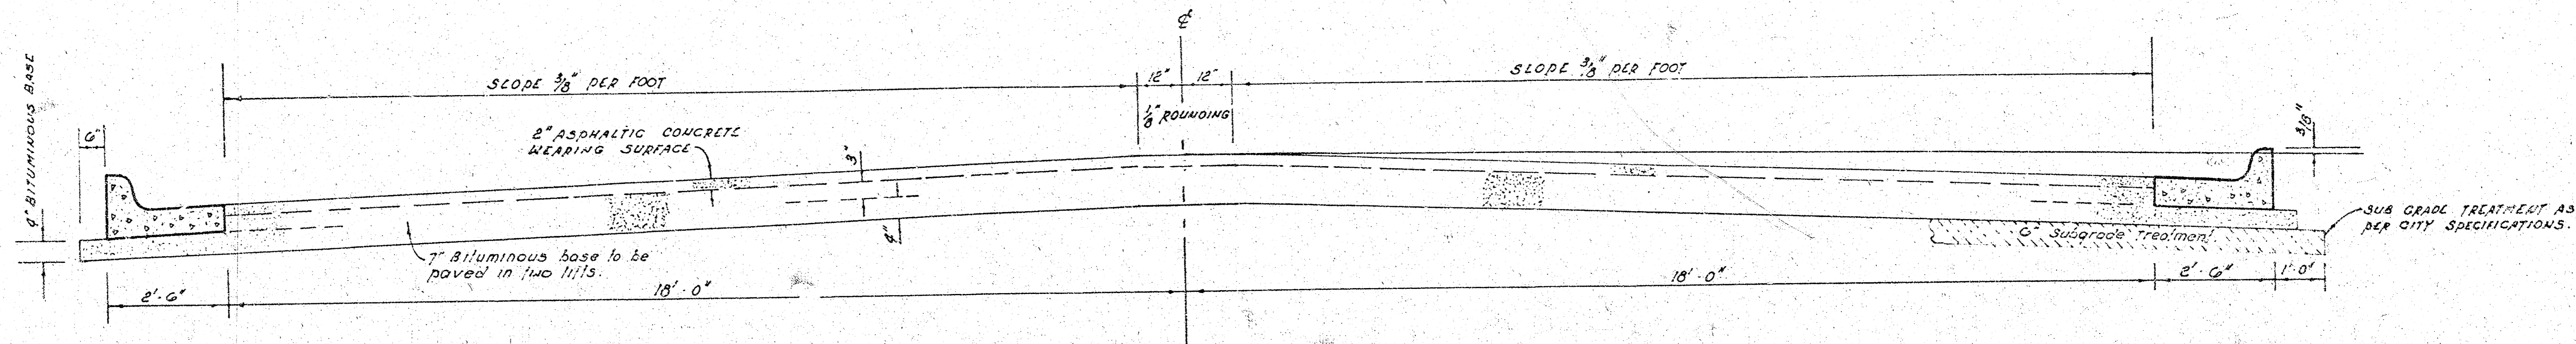 ℄
SLOPE 3/8" PER FOOT
12" 12"
SLOPE 3/8" PER FOOT
1/8" ROUNDING
4" BITUMINOUS BASE
6"
2" ASPHALTIC CONCRETE
WEARING SURFACE
3"
3/8"
4"
7" Bituminous base to be
paved in two lifts.
6" Subgrade Treatment
SUB GRADE TREATMENT AS
PER CITY SPECIFICATIONS.
2'-6"
18'-0"
18'-0"
2'-6"
1'-0"